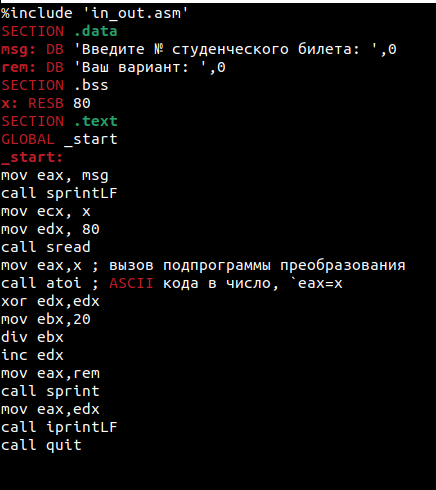 %include 'in_out.asm'
SECTION .data
msg: DB 'Введите № студенческого билета: ',0
rem: DB 'Ваш вариант: ',0
SECTION .bss
x: RESB 80
SECTION .text
GLOBAL _start
_start:
mov eax, msg
call sprintLF
mov ecx, x
mov edx, 80
call sread
mov eax,x ; вызов подпрограммы преобразования
call atoi ; ASCII кода в число, `eax=x
xor edx,edx
mov ebx,20
div ebx
inc edx
mov eax,rem
call sprint
mov eax,edx
call iprintLF
call quit